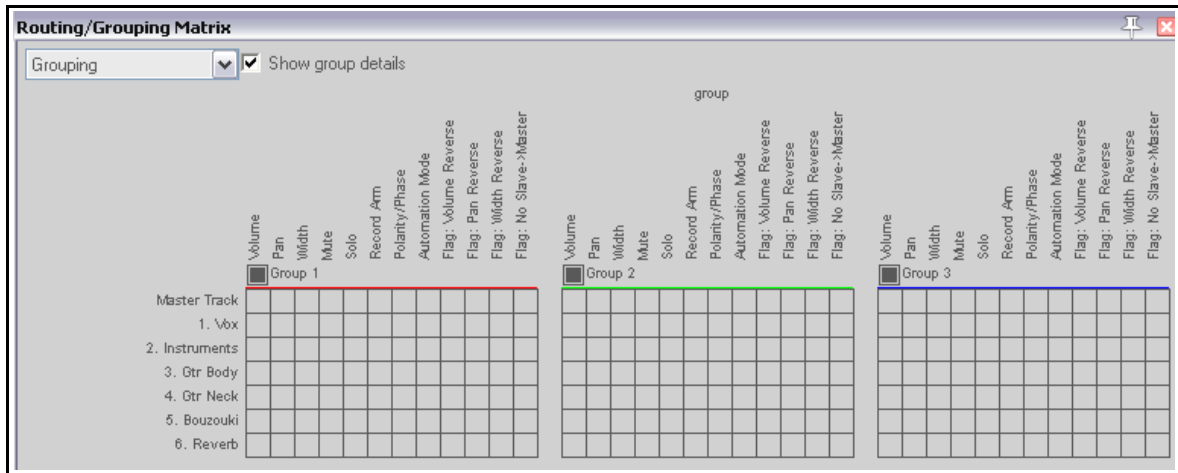 Routing/Grouping Matrix
Grouping
Show group details
group
Volume
Pan
Width
Mute
Solo
Record Arm
Polarity/Phase
Automation Mode
Flag: Volume Reverse
Flag: Pan Reverse
Flag: Width Reverse
Flag: No Slave->Master
Volume
Pan
Width
Mute
Solo
Record Arm
Polarity/Phase
Automation Mode
Flag: Volume Reverse
Flag: Pan Reverse
Flag: Width Reverse
Flag: No Slave->Master
Volume
Pan
Width
Mute
Solo
Record Arm
Polarity/Phase
Automation Mode
Flag: Volume Reverse
Flag: Pan Reverse
Flag: Width Reverse
Flag: No Slave->Master
Group 1
Group 2
Group 3
Master Track
1. Vox
2. Instruments
3. Gtr Body
4. Gtr Neck
5. Bouzouki
6. Reverb